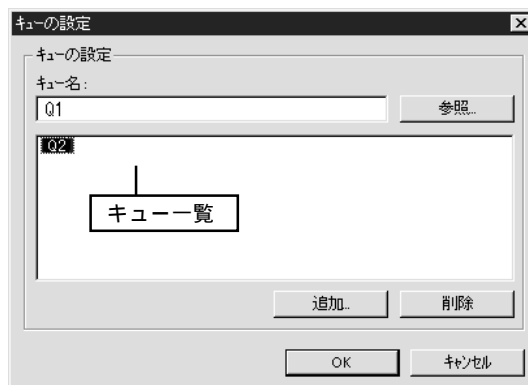 キューの設定
キューの設定
キュー名:
Q1
参照...
Q2
キュー一覧
追加...
削除
OK
キャンセル